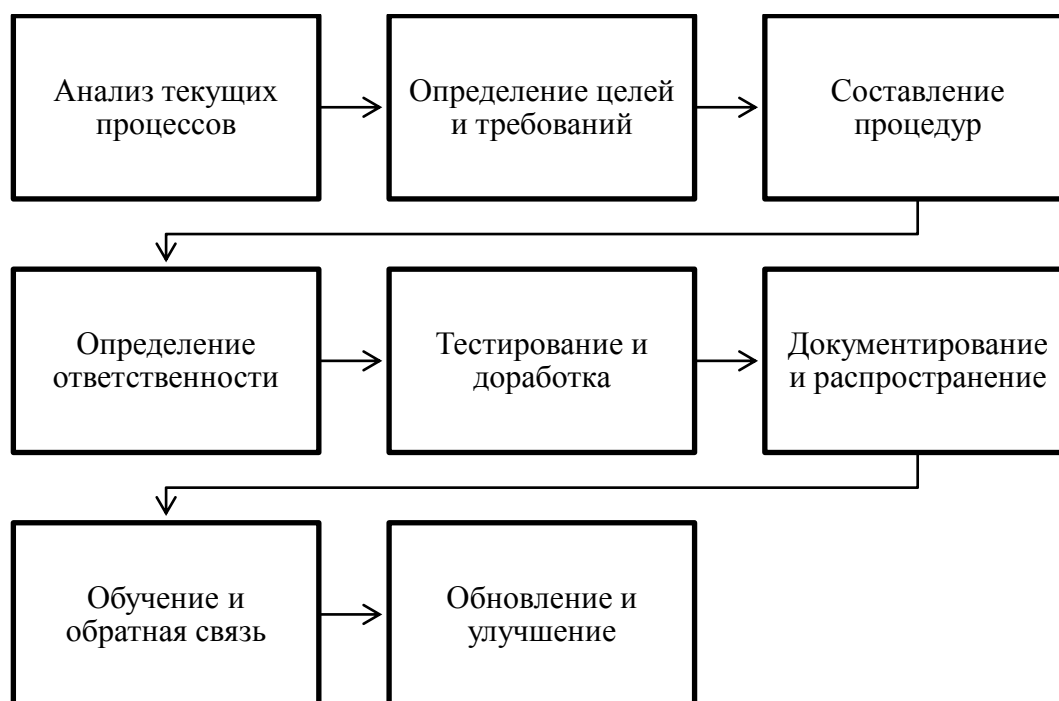 Анализ текущих
процессов
Определение целей
и требований
Составление
процедур
Определение
ответственности
Тестирование и
доработка
Документирование
и распространение
Обучение и
обратная связь
Обновление и
улучшение